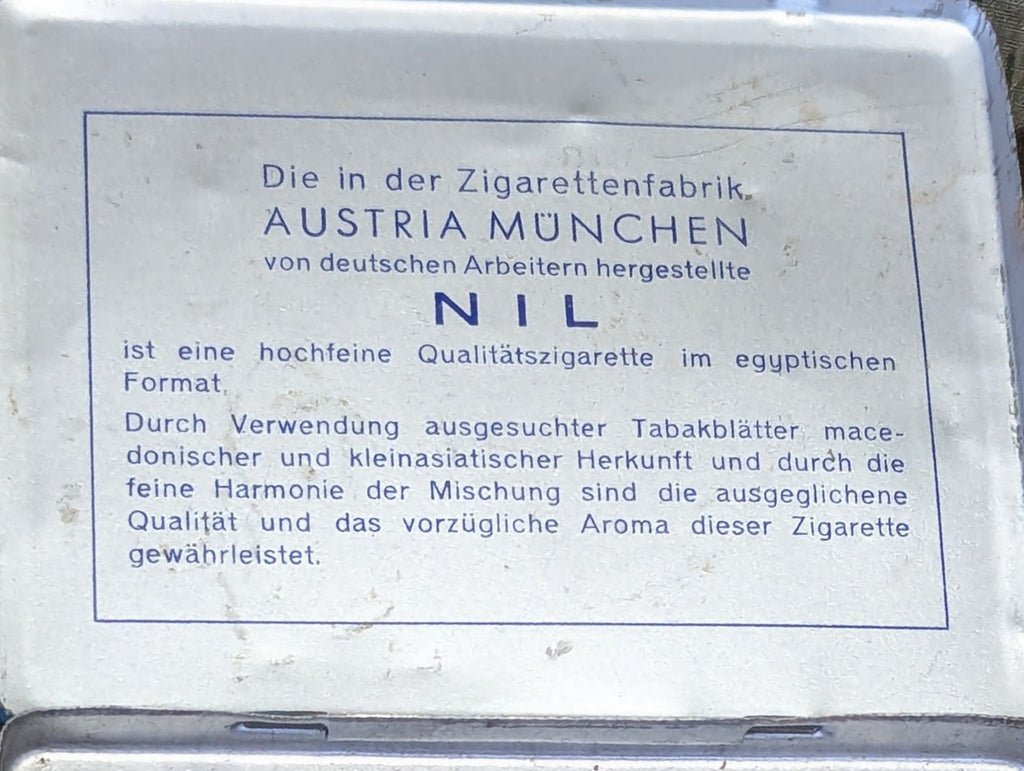 Die in der Zigarettenfabrik
AUSTRIA MÜNCHEN
von deutschen Arbeitern hergestellte
NIL
ist eine hochfeine Qualitätszigarette im egyptischen
Format.
Durch Verwendung ausgesuchter Tabakblätter mace-
donischer und kleinasiatischer Herkunft und durch die
feine Harmonie der Mischung sind die ausgeglichene
Qualität und das vorzügliche Aroma dieser Zigarette
gewährleistet.